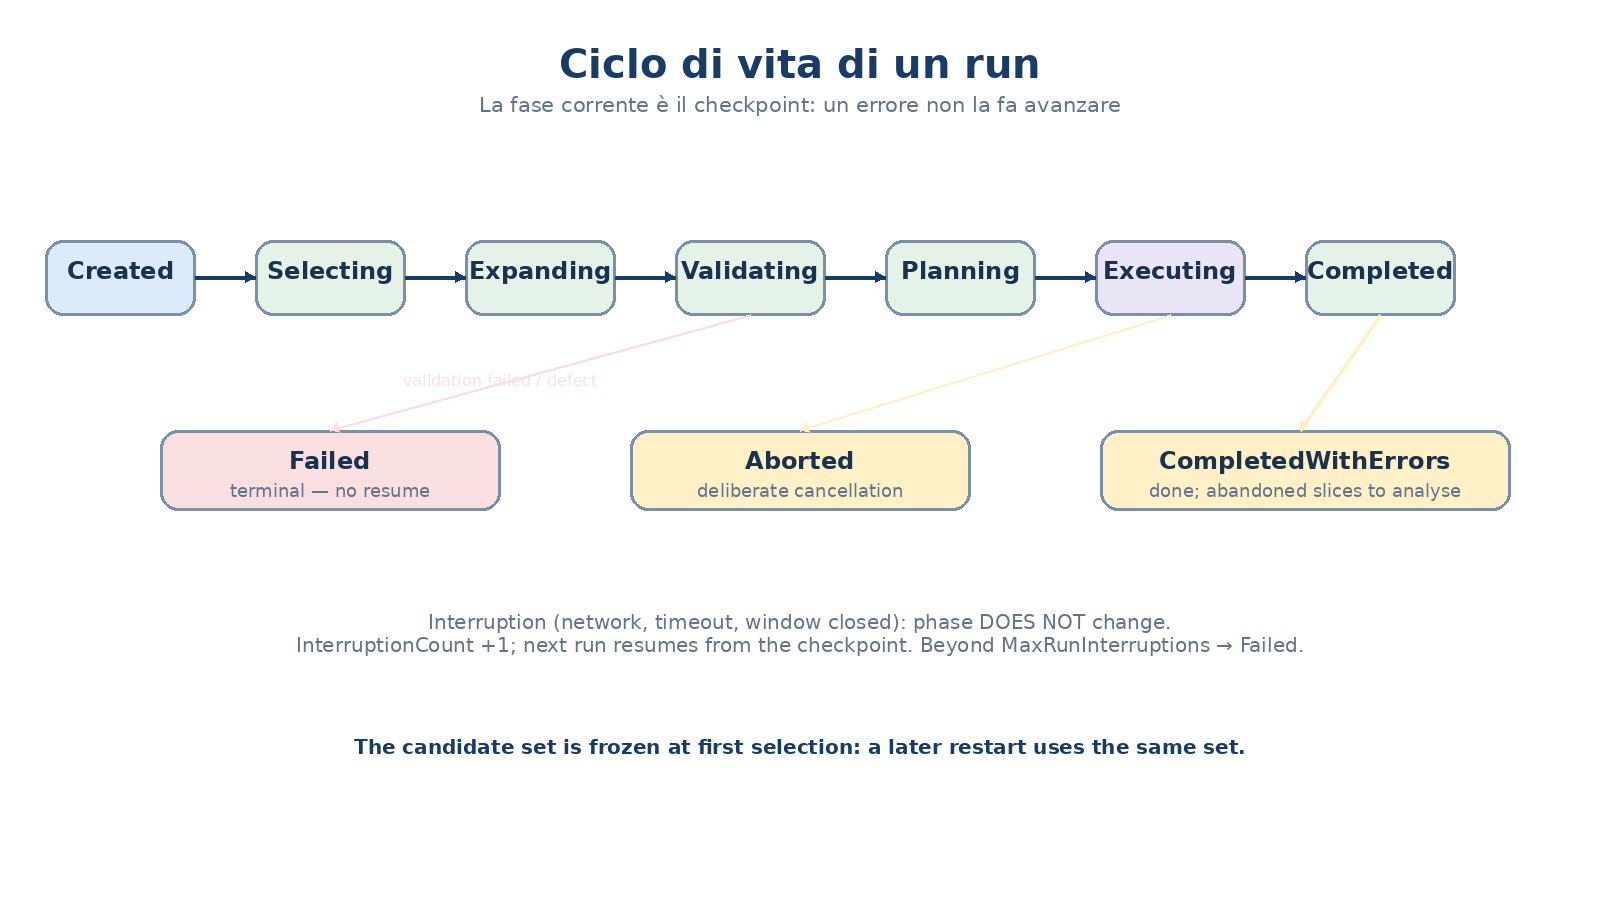 Ciclo di vita di un run
La fase corrente è il checkpoint: un errore non la fa avanzare
Created
Selecting
Expanding
Validating
Planning
Executing
Completed
validation failed / defect
Failed
terminal — no resume
Aborted
deliberate cancellation
CompletedWithErrors
done; abandoned slices to analyse
Interruption (network, timeout, window closed): phase DOES NOT change.
InterruptionCount +1; next run resumes from the checkpoint. Beyond MaxRunInterruptions → Failed.
The candidate set is frozen at first selection: a later restart uses the same set.